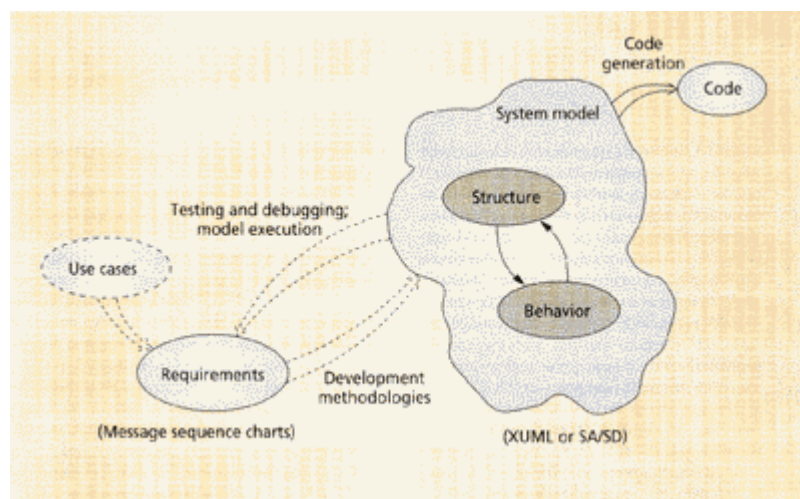 Code
generation
Code
System model
Structure
Testing and debugging;
model execution
Use cases
Behavior
Requirements
Development
methodologies
(Message sequence charts)
(XUML or SA/SD)